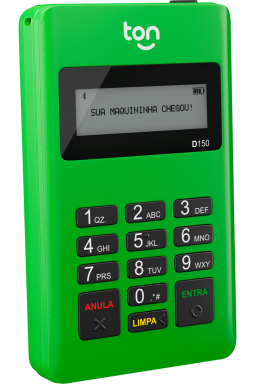 ton
SUA MAQUININHA CHEGOU!
D150
1 QZ. 2 ABC 3 DEF
4 GHI 5 JKL 6 MNO
7 PRS 8 TUV 9 WXY
ANULA 0 .*# ENTRA
LIMPA